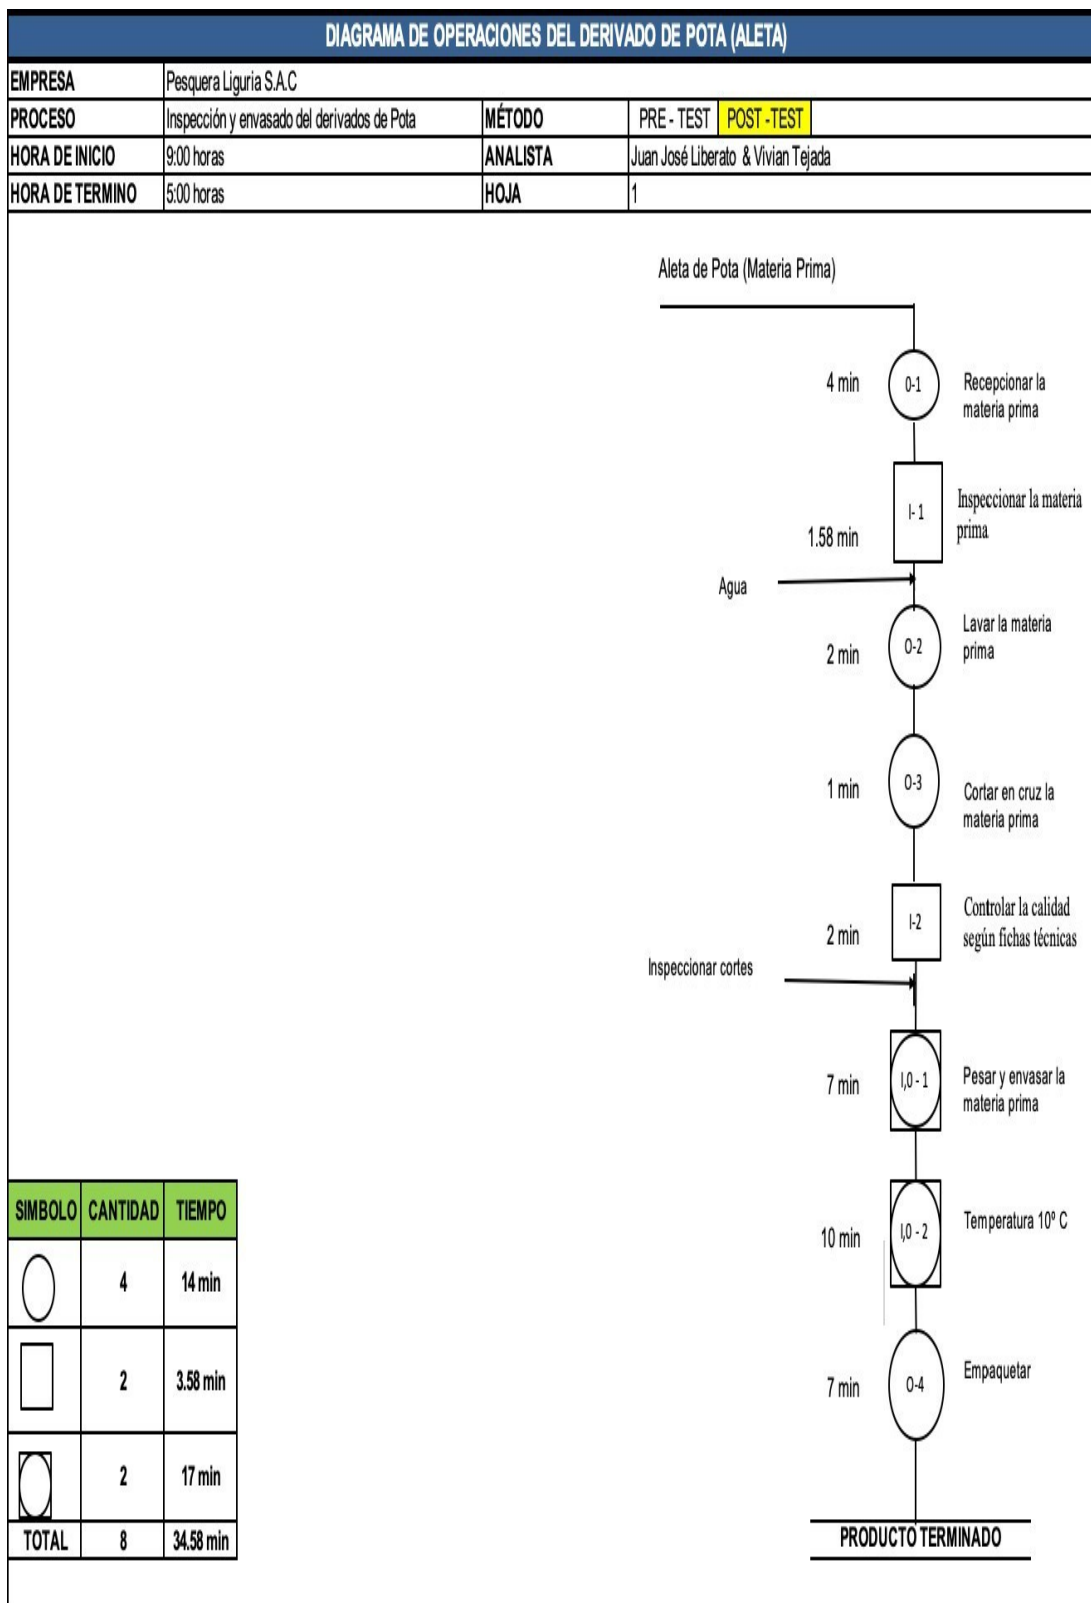 DIAGRAMA DE OPERACIONES DEL DERIVADO DE POTA (ALETA)
EMPRESA Pesquera Liguria S.A.C
PROCESO Inspección y envasado del derivados de Pota MÉTODO PRE - TEST POST -TEST
HORA DE INICIO 9:00 horas ANALISTA Juan José Liberato & Vivian Tejada
HORA DE TERMINO 5:00 horas HOJA 1
Aleta de Pota (Materia Prima)
4 min 0-1 Recepcionar la
materia prima
1.58 min I- 1 Inspeccionar la materia
prima
Agua
2 min O-2 Lavar la materia
prima
1 min O-3 Cortar en cruz la
materia prima
2 min I-2 Controlar la calidad
según fichas técnicas
Inspeccionar cortes
7 min I,0 - 1 Pesar y envasar la
materia prima
10 min I,0 - 2 Temperatura 10º C
7 min O-4 Empaquetar
PRODUCTO TERMINADO
SIMBOLO CANTIDAD TIEMPO
4 14 min
2 3.58 min
2 17 min
TOTAL 8 34.58 min